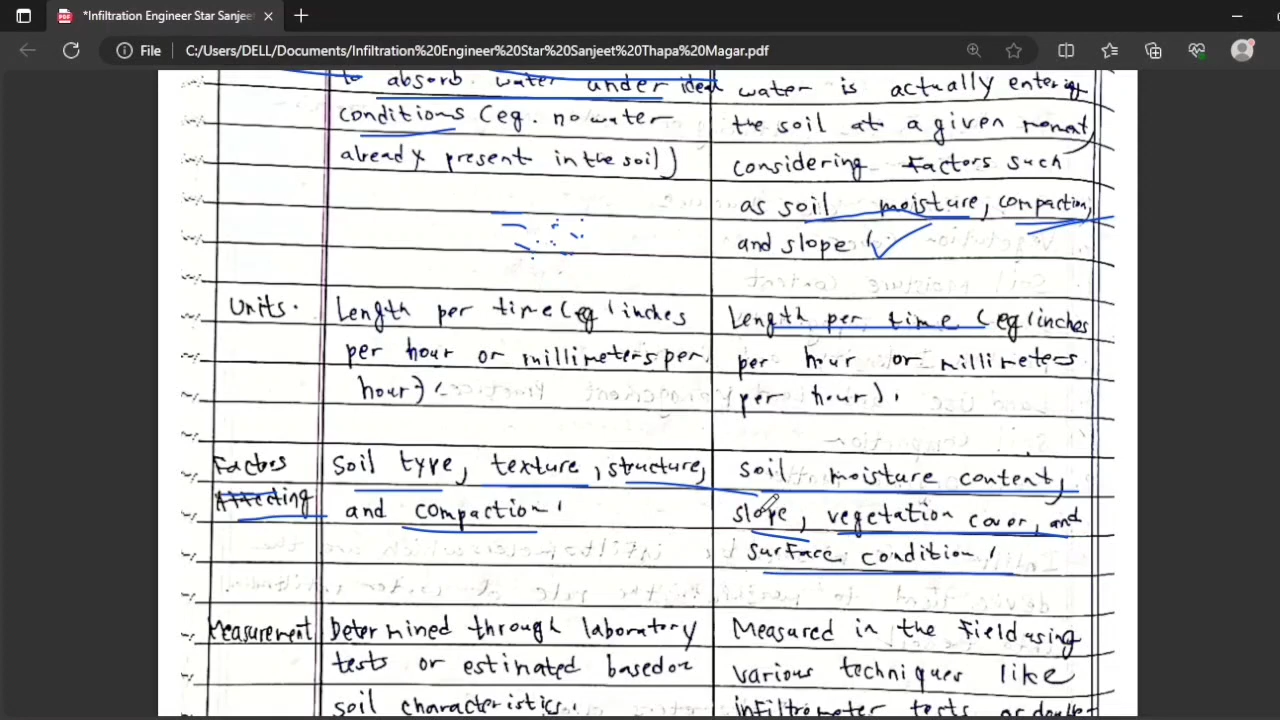 *Infiltration Engineer Star Sanjee
File
C:/Users/DELL/Documents/Infiltration%20Engineer%20Star%20Sanjeet%20Thapa%20Magar.pdf
to absorb water under ideal
conditions (eg. no water
already present in the soil)
water is actually entering
the soil at a given moment,
considering factors such
as soil moisture, compaction,
and slope.
Units.
Length per time (eg. inches
per hour or millimeters per
hour).
Length per time (eg. inches
per hour or millimeters
per hour).
Factors
Affecting
Soil type, texture, structure,
and compaction.
Soil moisture content,
slope, vegetation cover, and
surface condition.
Measurement
Determined through laboratory
tests or estimated based on
soil characteristics.
Measured in the field using
various techniques like
infiltrometer tests or double